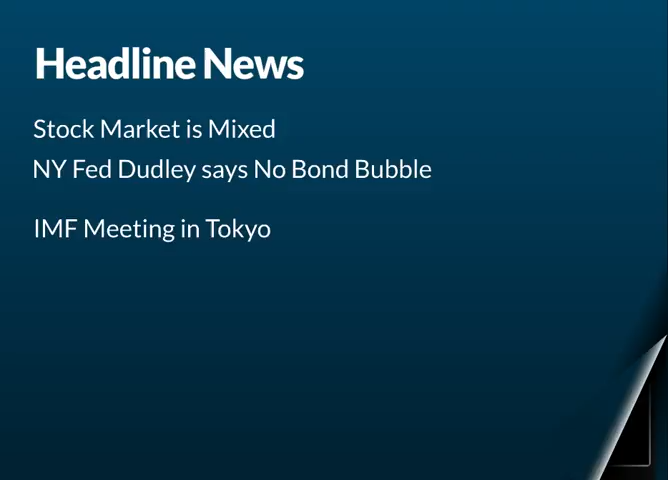 Headline News
Stock Market is Mixed
NY Fed Dudley says No Bond Bubble
IMF Meeting in Tokyo